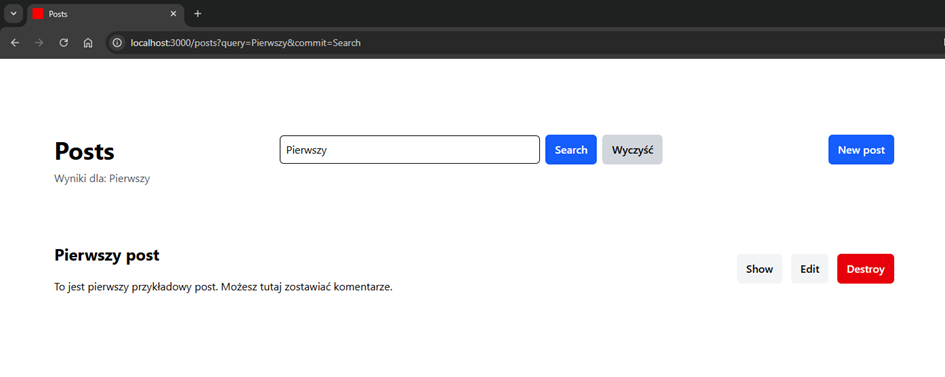 Posts
localhost:3000/posts?query=Pierwszy&commit=Search
Posts
Pierwszy
Search
Wyczyść
New post
Wyniki dla: Pierwszy
Pierwszy post
To jest pierwszy przykładowy post. Możesz tutaj zostawiać komentarze.
Show
Edit
Destroy